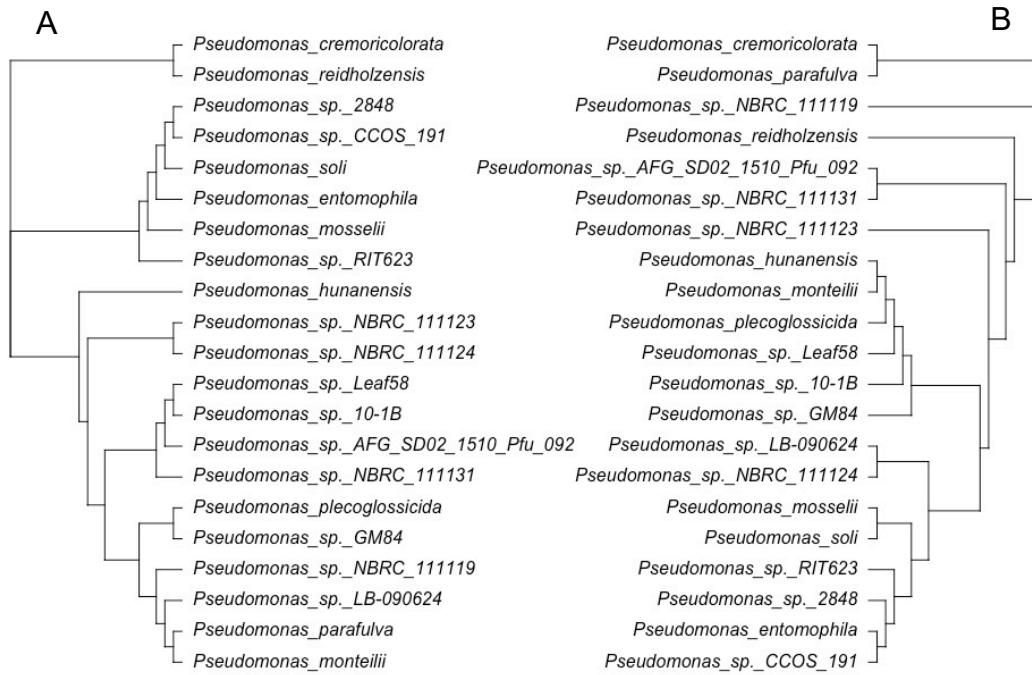 A
B
Pseudomonas_cremoricolorata
Pseudomonas_cremoricolorata
Pseudomonas_reidholzensis
Pseudomonas_parafulva
Pseudomonas_sp._2848
Pseudomonas_sp._NBRC_111119
Pseudomonas_sp._CCOS_191
Pseudomonas_reidholzensis
Pseudomonas_soli
Pseudomonas_sp._AFG_SD02_1510_Pfu_092
Pseudomonas_entomophila
Pseudomonas_sp._NBRC_111131
Pseudomonas_mosselii
Pseudomonas_sp._NBRC_111123
Pseudomonas_sp._RIT623
Pseudomonas_hunanensis
Pseudomonas_hunanensis
Pseudomonas_monteilii
Pseudomonas_sp._NBRC_111123
Pseudomonas_plecoglossicida
Pseudomonas_sp._NBRC_111124
Pseudomonas_sp._Leaf58
Pseudomonas_sp._Leaf58
Pseudomonas_sp._10-1B
Pseudomonas_sp._10-1B
Pseudomonas_sp._GM84
Pseudomonas_sp._AFG_SD02_1510_Pfu_092
Pseudomonas_sp._LB-090624
Pseudomonas_sp._NBRC_111131
Pseudomonas_sp._NBRC_111124
Pseudomonas_plecoglossicida
Pseudomonas_mosselii
Pseudomonas_sp._GM84
Pseudomonas_soli
Pseudomonas_sp._NBRC_111119
Pseudomonas_sp._RIT623
Pseudomonas_sp._LB-090624
Pseudomonas_sp._2848
Pseudomonas_parafulva
Pseudomonas_entomophila
Pseudomonas_monteilii
Pseudomonas_sp._CCOS_191